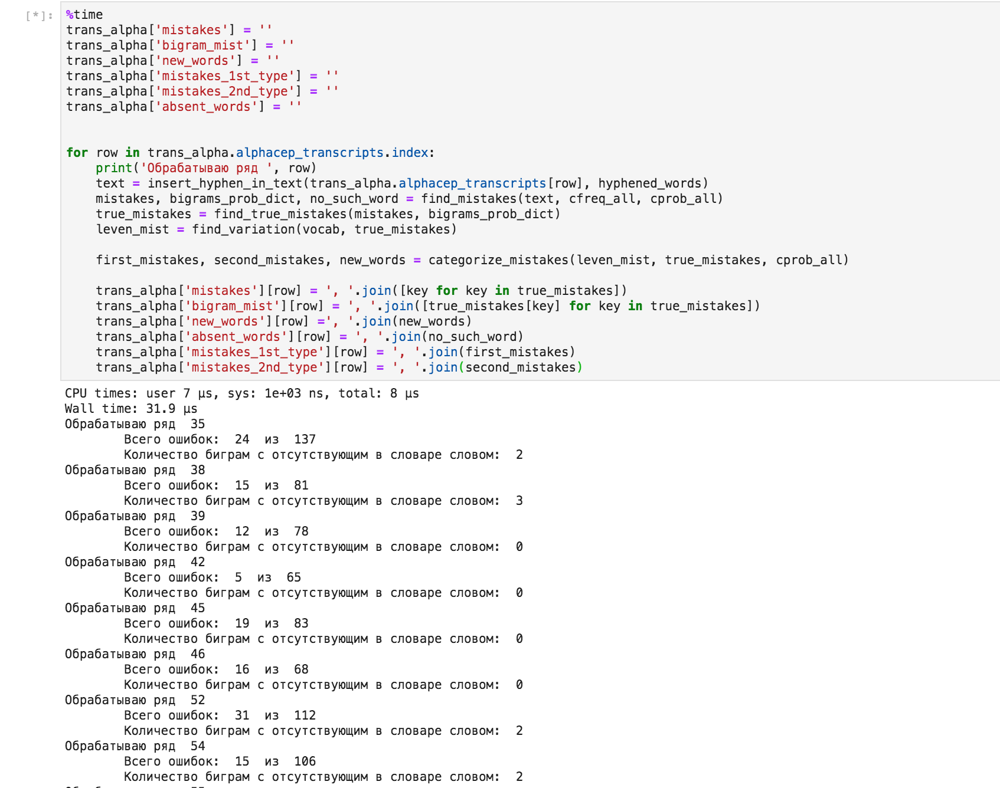 [*]:
%time
trans_alpha['mistakes'] = ''
trans_alpha['bigram_mist'] = ''
trans_alpha['new_words'] = ''
trans_alpha['mistakes_1st_type'] = ''
trans_alpha['mistakes_2nd_type'] = ''
trans_alpha['absent_words'] = ''
for row in trans_alpha.alphacep_transcripts.index:
    print('Обрабатываю ряд ', row)
    text = insert_hyphen_in_text(trans_alpha.alphacep_transcripts[row], hyphened_words)
    mistakes, bigrams_prob_dict, no_such_word = find_mistakes(text, cfreq_all, cprob_all)
    true_mistakes = find_true_mistakes(mistakes, bigrams_prob_dict)
    leven_mist = find_variation(vocab, true_mistakes)
    first_mistakes, second_mistakes, new_words = categorize_mistakes(leven_mist, true_mistakes, cprob_all)
    trans_alpha['mistakes'][row] = ', '.join([key for key in true_mistakes])
    trans_alpha['bigram_mist'][row] = ', '.join([true_mistakes[key] for key in true_mistakes])
    trans_alpha['new_words'][row] =', '.join(new_words)
    trans_alpha['absent_words'][row] = ', '.join(no_such_word)
    trans_alpha['mistakes_1st_type'][row] = ', '.join(first_mistakes)
    trans_alpha['mistakes_2nd_type'][row] = ', '.join(second_mistakes)
CPU times: user 7 µs, sys: 1e+03 ns, total: 8 µs
Wall time: 31.9 µs
Обрабатываю ряд  35
        Всего ошибок:  24  из  137
        Количество биграм с отсутствующим в словаре словом:  2
Обрабатываю ряд  38
        Всего ошибок:  15  из  81
        Количество биграм с отсутствующим в словаре словом:  3
Обрабатываю ряд  39
        Всего ошибок:  12  из  78
        Количество биграм с отсутствующим в словаре словом:  0
Обрабатываю ряд  42
        Всего ошибок:  5  из  65
        Количество биграм с отсутствующим в словаре словом:  0
Обрабатываю ряд  45
        Всего ошибок:  19  из  83
        Количество биграм с отсутствующим в словаре словом:  0
Обрабатываю ряд  46
        Всего ошибок:  16  из  68
        Количество биграм с отсутствующим в словаре словом:  0
Обрабатываю ряд  52
        Всего ошибок:  31  из  112
        Количество биграм с отсутствующим в словаре словом:  2
Обрабатываю ряд  54
        Всего ошибок:  15  из  106
        Количество биграм с отсутствующим в словаре словом:  2